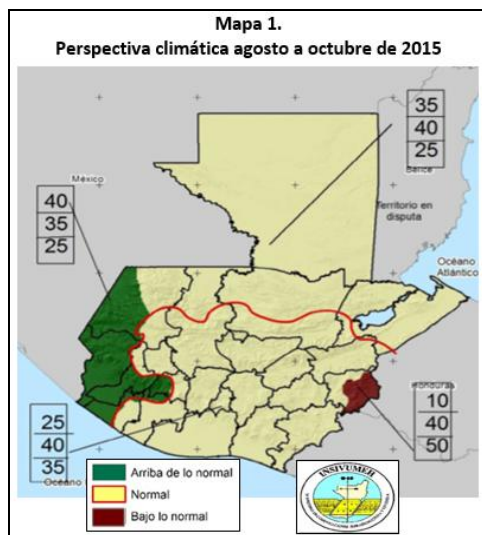 Mapa 1.
Perspectiva climática agosto a octubre de 2015
35
40
25
Belice
México
Territorio en
disputa
40
35
25
Océano
Atlántico
Honduras
10
40
50
25
40
35
Océano
Arriba de lo normal
Normal
Bajo lo normal
INSIVUMEH